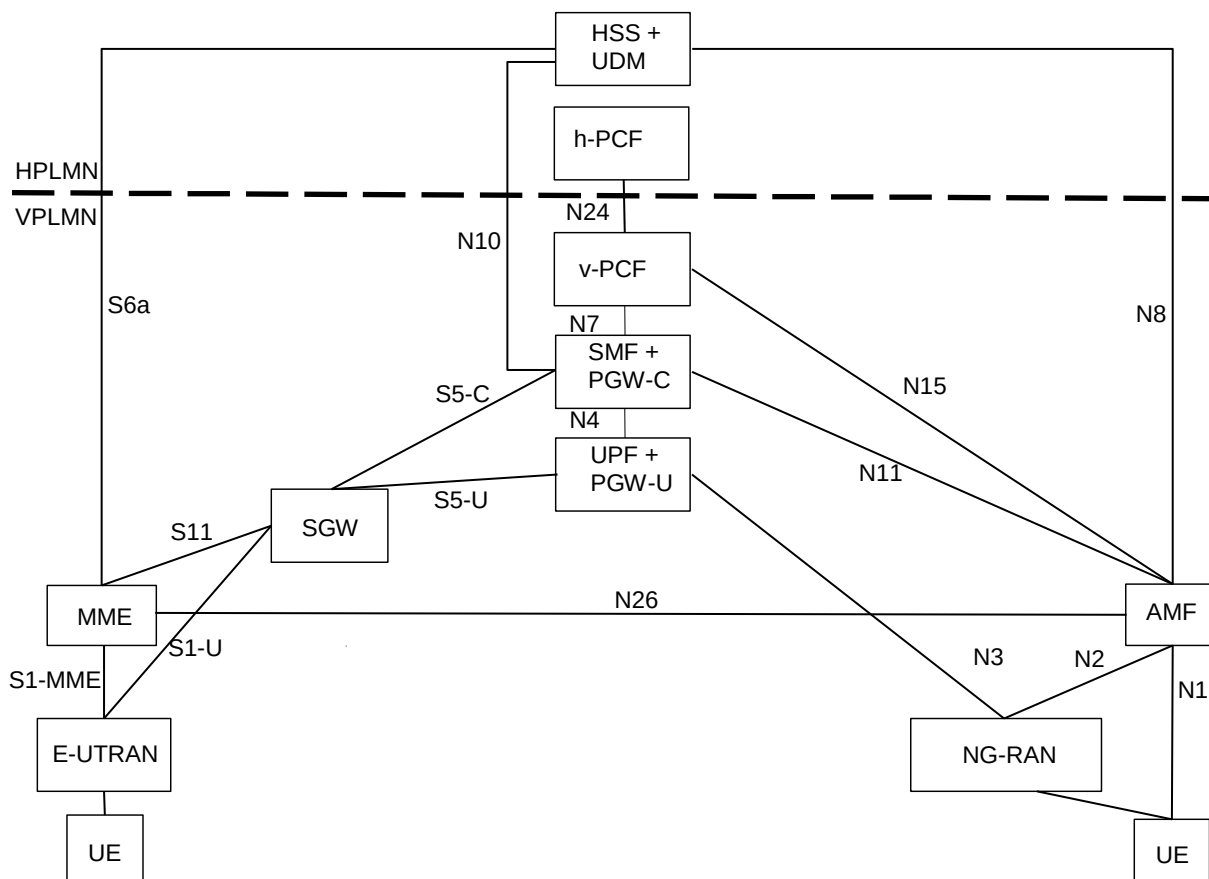 HSS +
UDM
h-PCF
HPLMN
VPLMN
N24
N10
v-PCF
S6a
N8
N7
SMF +
PGW-C
S5-C
N15
N4
UPF +
PGW-U
N11
S5-U
SGW
S11
N26
MME
AMF
S1-U
N3
N2
S1-MME
N1
E-UTRAN
NG-RAN
UE
UE